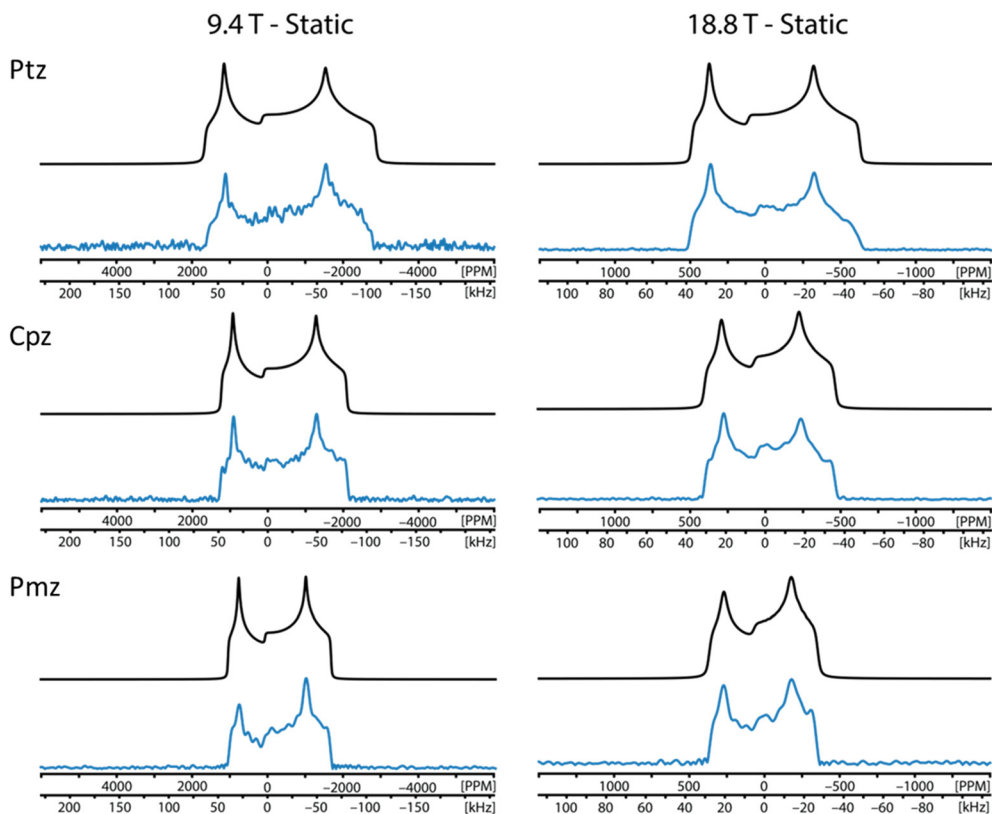 9.4 T - Static 18.8 T - Static
Ptz
4000 2000 0 −2000 −4000 [PPM] 1000 500 0 −500 −1000 [PPM]
200 150 100 50 0 −50 −100 −150 [kHz] 100 80 60 40 20 0 −20 −40 −60 −80 [kHz]
Cpz
4000 2000 0 −2000 −4000 [PPM] 1000 500 0 −500 −1000 [PPM]
200 150 100 50 0 −50 −100 −150 [kHz] 100 80 60 40 20 0 −20 −40 −60 −80 [kHz]
Pmz
4000 2000 0 −2000 −4000 [PPM] 1000 500 0 −500 −1000 [PPM]
200 150 100 50 0 −50 −100 −150 [kHz] 100 80 60 40 20 0 −20 −40 −60 −80 [kHz]